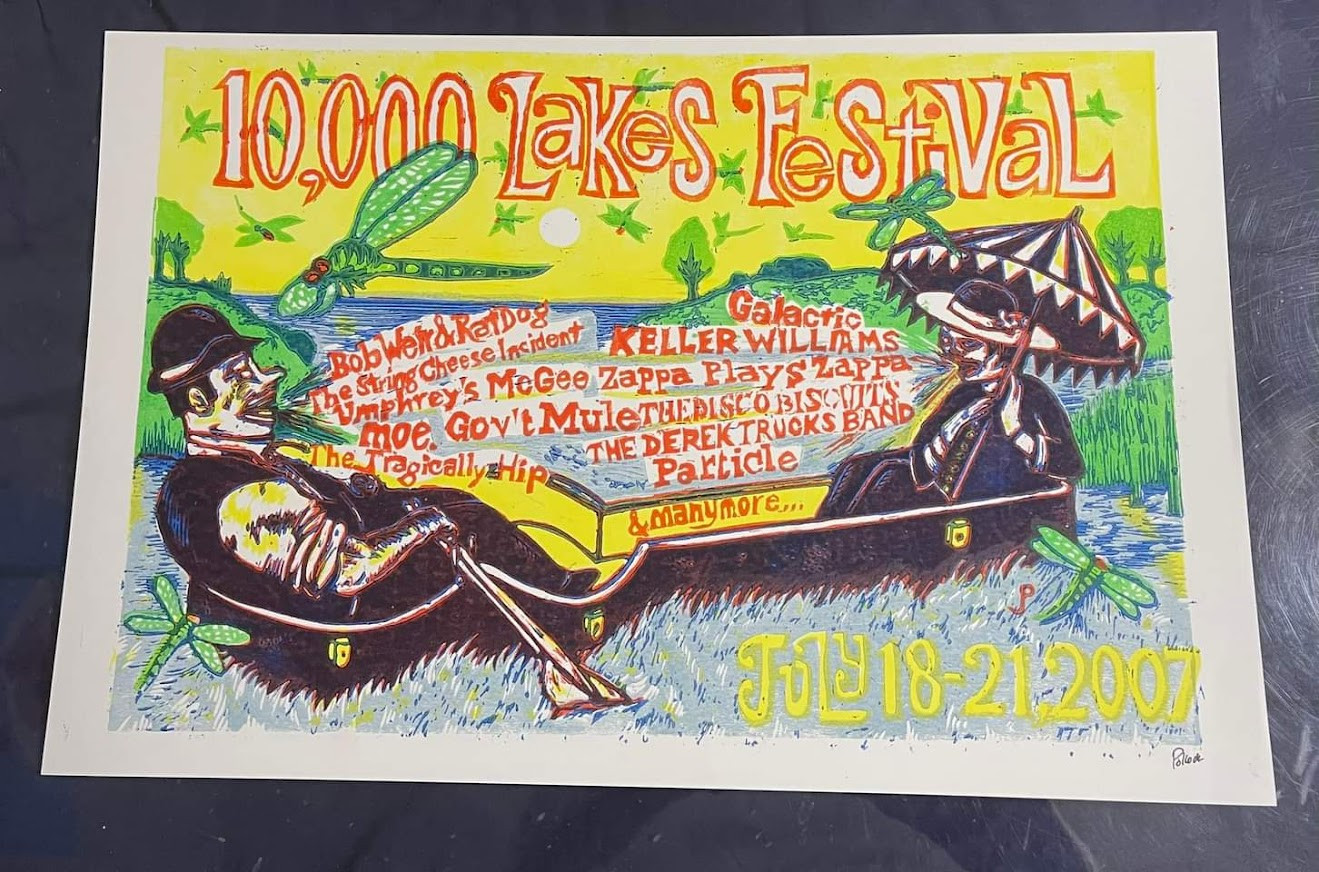 10,000 Lakes Festival
Bob Weir & RatDog
The String Cheese Incident
Umphrey's McGee
moe. Gov't Mule
The Tragically Hip
Galactic
KELLER WILLIAMS
Zappa Plays Zappa
THE DISCO BISCUITS
THE DEREK TRUCKS BAND
Particle
& many more...
JP
July 18-21, 2007
Pollock